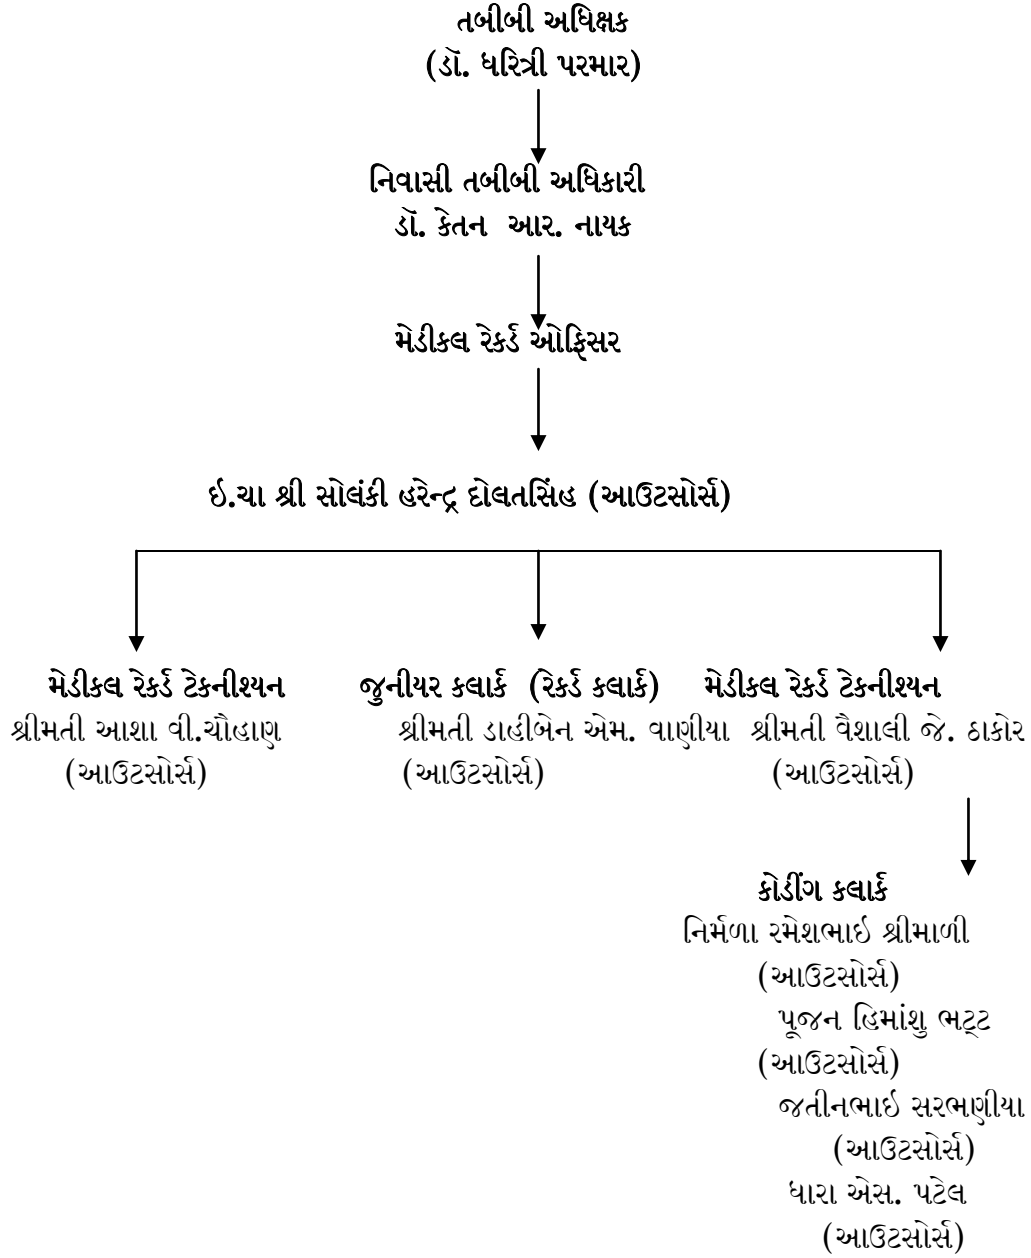 તબીબી અધિક્ષક
(ડૉ. ધરિત્રી પરમાર)
નિવાસી તબીબી અધિકારી
ડૉ. કેતન આર. નાયક
મેડીકલ રેકર્ડ ઓફિસર
ઇ.ચા શ્રી સોલંકી હરેન્દ્ર દોલતસિંહ (આઉટસોર્સ)
મેડીકલ રેકર્ડ ટેકનીશ્યન
શ્રીમતી આશા વી.ચૌહાણ
(આઉટસોર્સ)
જુનીયર કલાર્ક (રેકર્ડ કલાર્ક)
શ્રીમતી ડાહીબેન એમ. વાણીયા
(આઉટસોર્સ)
મેડીકલ રેકર્ડ ટેકનીશ્યન
શ્રીમતી વૈશાલી જે. ઠાકોર
(આઉટસોર્સ)
કોડીંગ કલાર્ક
નિર્મળા રમેશભાઇ શ્રીમાળી
(આઉટસોર્સ)
પૂજન હિમાંશુ ભટ્ટ
(આઉટસોર્સ)
જતીનભાઇ સરભણીયા
(આઉટસોર્સ)
ધારા એસ. પટેલ
(આઉટસોર્સ)